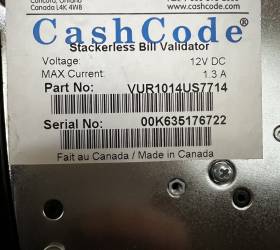 Concord, Ontario
Canada L4K 4W8
www.cashcode.com
CashCode®
Stackerless Bill Validator
Voltage: 12V DC
MAX Current: 1.3 A
Part No: VUR1014US7714
Serial No: 00K635176722
Fait au Canada / Made in Canada